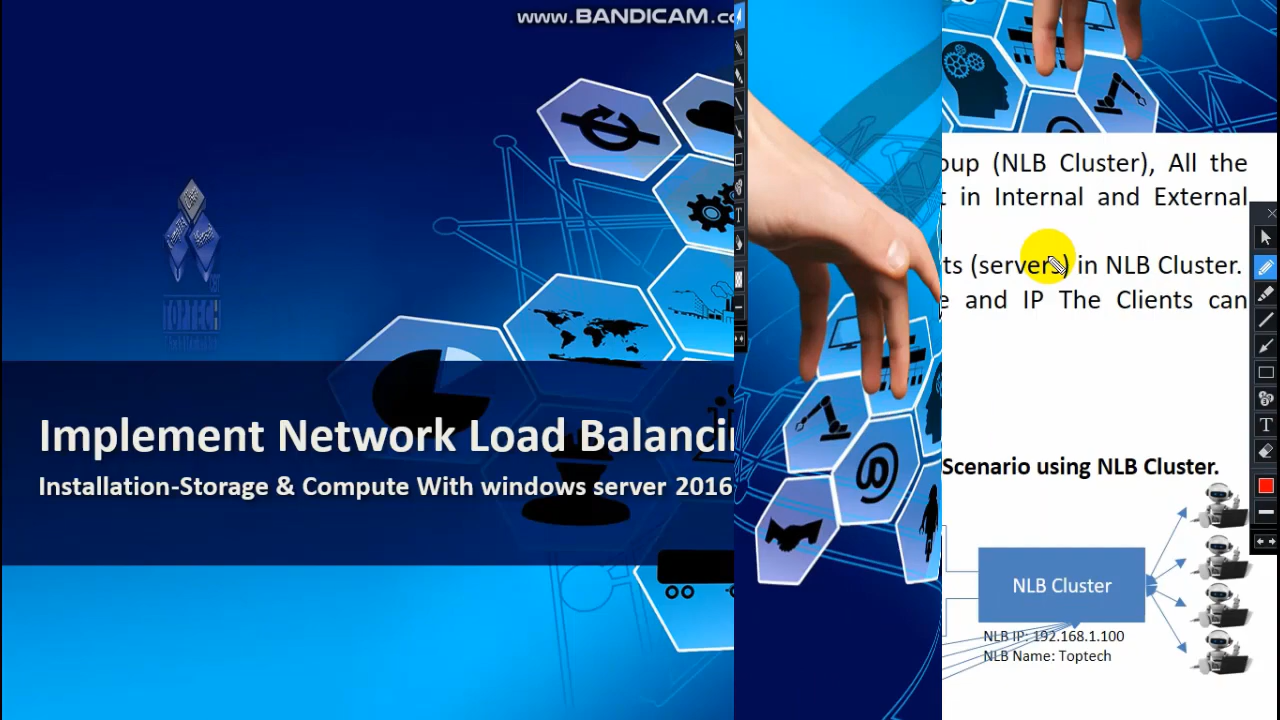 www.BANDICAM.co
TOPTECH
Implement Network Load Balancin
Installation-Storage & Compute With windows server 2016
oup (NLB Cluster), All the
t in Internal and External
ts (servers) in NLB Cluster.
e and IP The Clients can
Scenario using NLB Cluster.
NLB Cluster
NLB IP: 192.168.1.100
NLB Name: Toptech